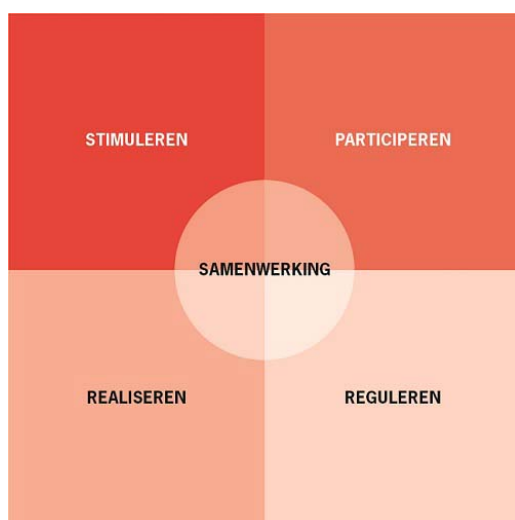 STIMULEREN
PARTICIPEREN
SAMENWERKING
REALISEREN
REGULEREN